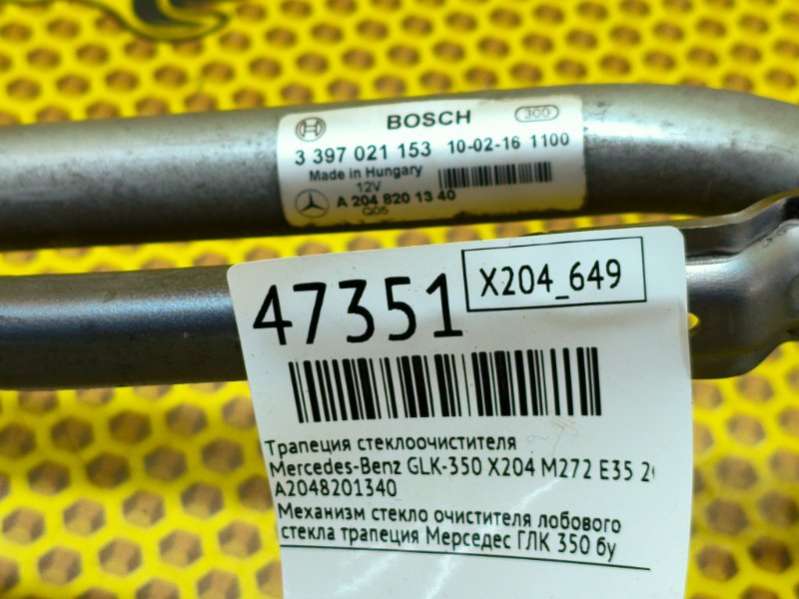 BOSCH 300
3 397 021 153 10-02-16 1100
Made in Hungary
12V
A 204 820 13 40
Q05
47351 X204_649
Трапеция стеклоочистителя
Mercedes-Benz GLK-350 X204 M272 E35
A2048201340
Механизм стекло очистителя лобового
стекла трапеция Мерседес ГЛК 350 бу